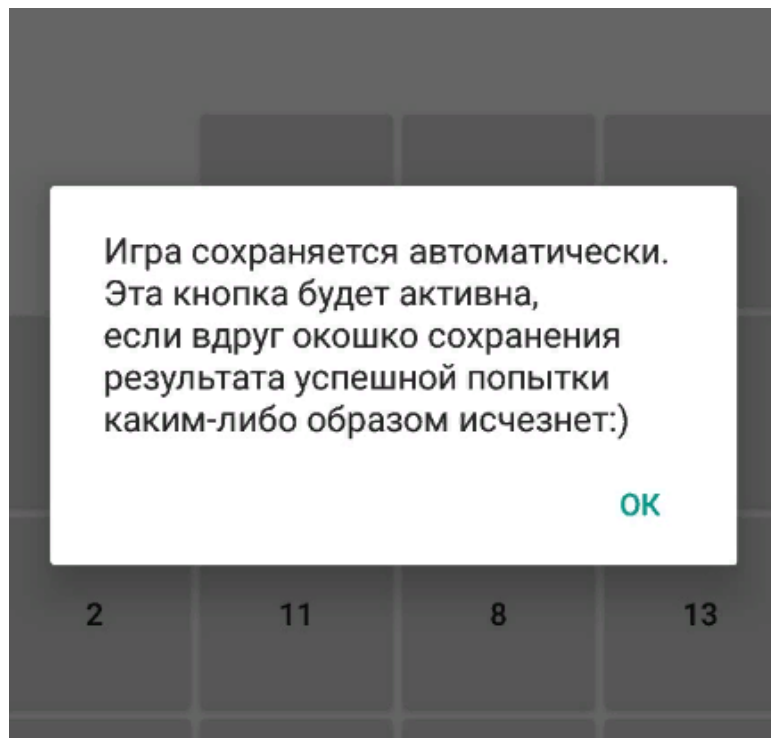 Игра сохраняется автоматически.
Эта кнопка будет активна,
если вдруг окошко сохранения
результата успешной попытки
каким-либо образом исчезнет:)
ОК
2 11 8 13